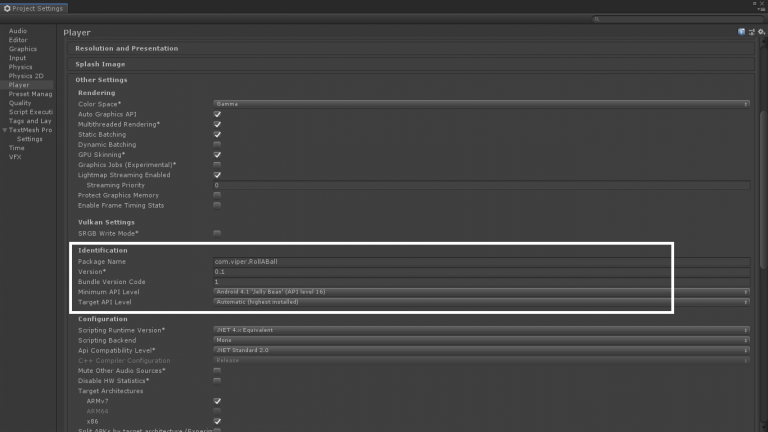 Project Settings
Audio
Editor
Graphics
Input
Physics
Physics 2D
Player
Preset Manag
Quality
Script Executi
Tags and Lay
TextMesh Pro
Settings
Time
VFX
Player
Resolution and Presentation
Splash Image
Other Settings
Rendering
Color Space* Gamma
Auto Graphics API
Multithreaded Rendering*
Static Batching
Dynamic Batching
GPU Skinning*
Graphics Jobs (Experimental)*
Lightmap Streaming Enabled
Streaming Priority 0
Protect Graphics Memory
Enable Frame Timing Stats
Vulkan Settings
SRGB Write Mode*
Identification
Package Name com.viper.RollABall
Version* 0.1
Bundle Version Code 1
Minimum API Level Android 4.1 'Jelly Bean' (API level 16)
Target API Level Automatic (highest installed)
Configuration
Scripting Runtime Version* .NET 4.x Equivalent
Scripting Backend Mono
Api Compatibility Level* .NET Standard 2.0
C++ Compiler Configuration Release
Mute Other Audio Sources*
Disable HW Statistics*
Target Architectures
ARMv7
ARM64
x86
Split APKs by target architecture (Experim